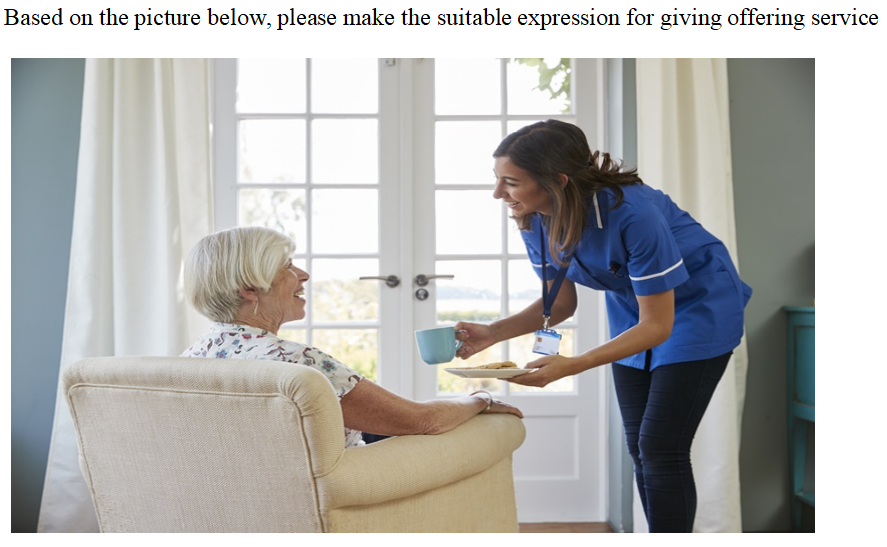 Based on the picture below, please make the suitable expression for giving offering service